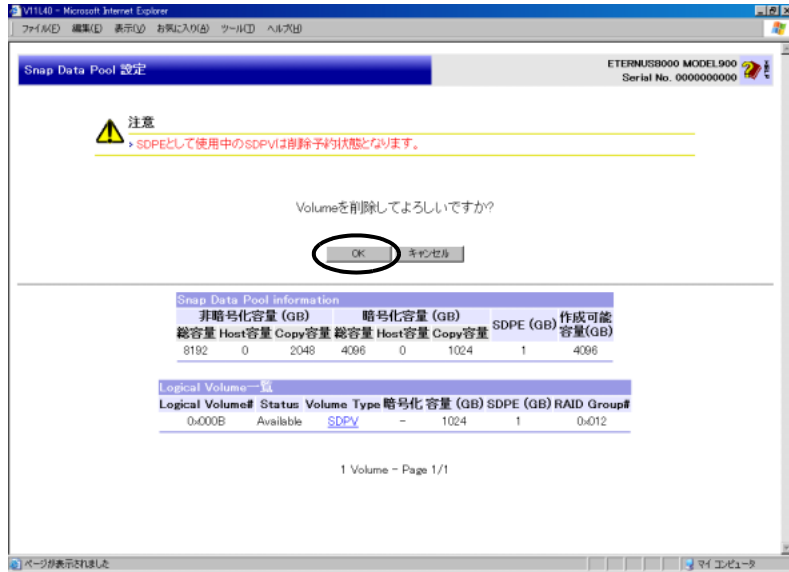 V11L40 - Microsoft Internet Explorer
ファイル(F) 編集(E) 表示(V) お気に入り(A) ツール(T) ヘルプ(H)
Snap Data Pool 設定
ETERNUS8000 MODEL900
Serial No. 0000000000
HELP
注意
SDPEとして使用中のSDPVは削除予約状態となります。
Volumeを削除してよろしいですか?
OK キャンセル
Snap Data Pool information
非暗号化容量 (GB) 暗号化容量 (GB) SDPE (GB) 作成可能容量(GB)
総容量 Host容量 Copy容量 総容量 Host容量 Copy容量
8192 0 2048 4096 0 1024 1 4096
Logical Volume一覧
Logical Volume# Status Volume Type 暗号化 容量 (GB) SDPE (GB) RAID Group#
0x000B Available SDPV - 1024 1 0x012
1 Volume - Page 1/1
ページが表示されました マイ コンピュータ